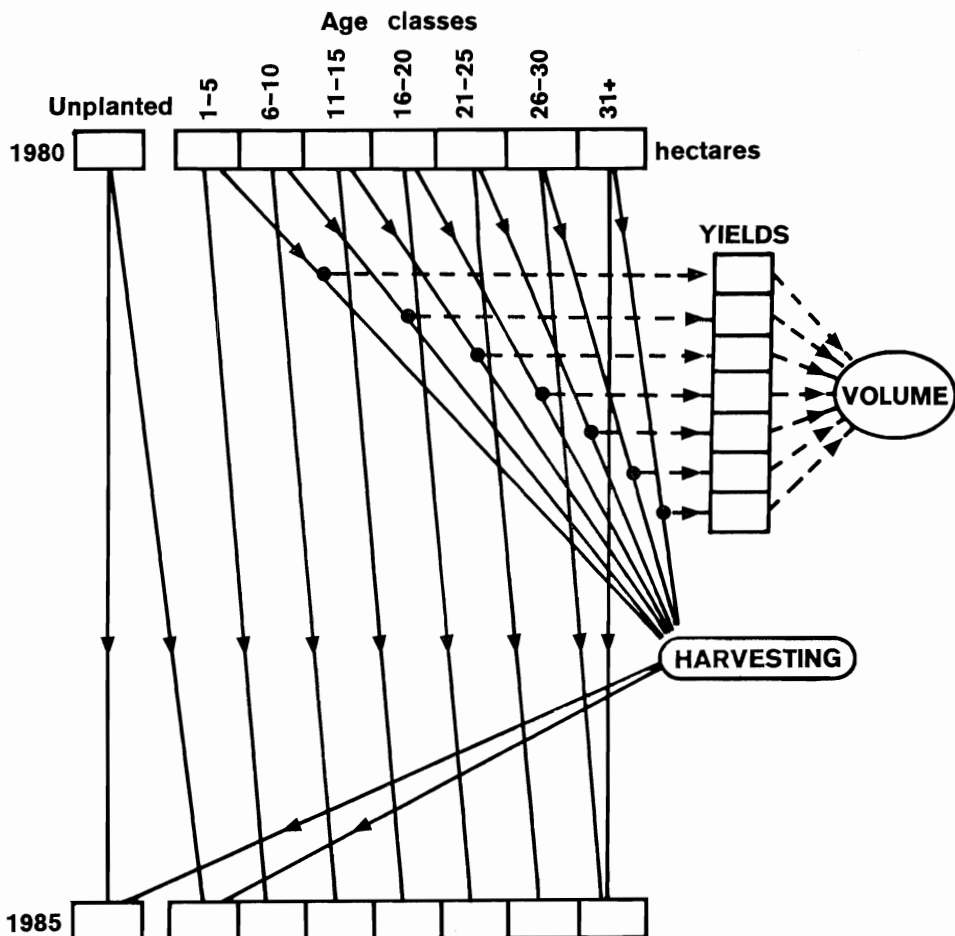 Age classes
Unplanted
1–5
6–10
11–15
16–20
21–25
26–30
31+
1980
hectares
YIELDS
VOLUME
HARVESTING
1985